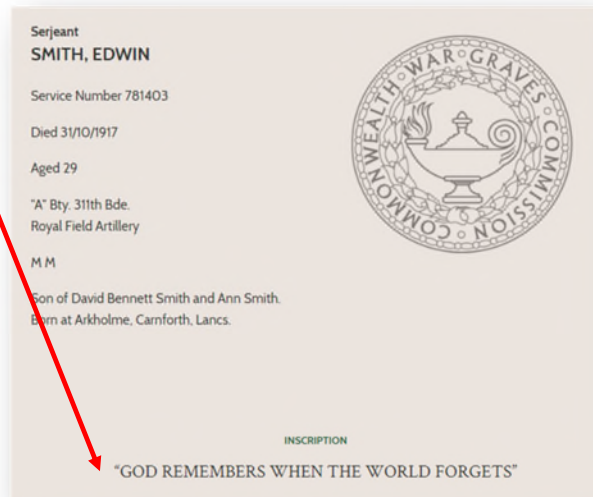 Serjeant
SMITH, EDWIN
Service Number 781403
Died 31/10/1917
Aged 29
"A" Bty. 311th Bde.
Royal Field Artillery
M M
Son of David Bennett Smith and Ann Smith.
Born at Arkholme, Carnforth, Lancs.
COMMONWEALTH WAR GRAVES COMMISSION
INSCRIPTION
“GOD REMEMBERS WHEN THE WORLD FORGETS”